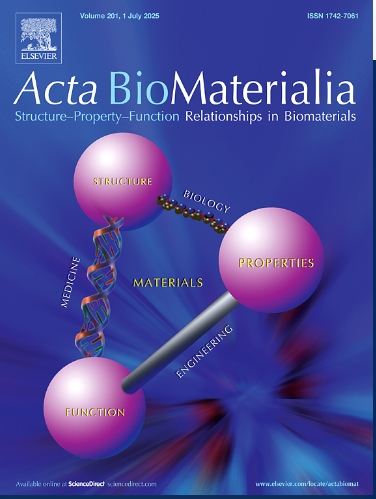 Volume 201, 1 July 2025
ISSN 1742-7061
ELSEVIER
Acta BioMaterialia
Structure–Property–Function Relationships in Biomaterials
STRUCTURE
BIOLOGY
PROPERTIES
MATERIALS
MEDICINE
ENGINEERING
FUNCTION
Available online at ScienceDirect sciencedirect.com
www.elsevier.com/locate/actabiomat